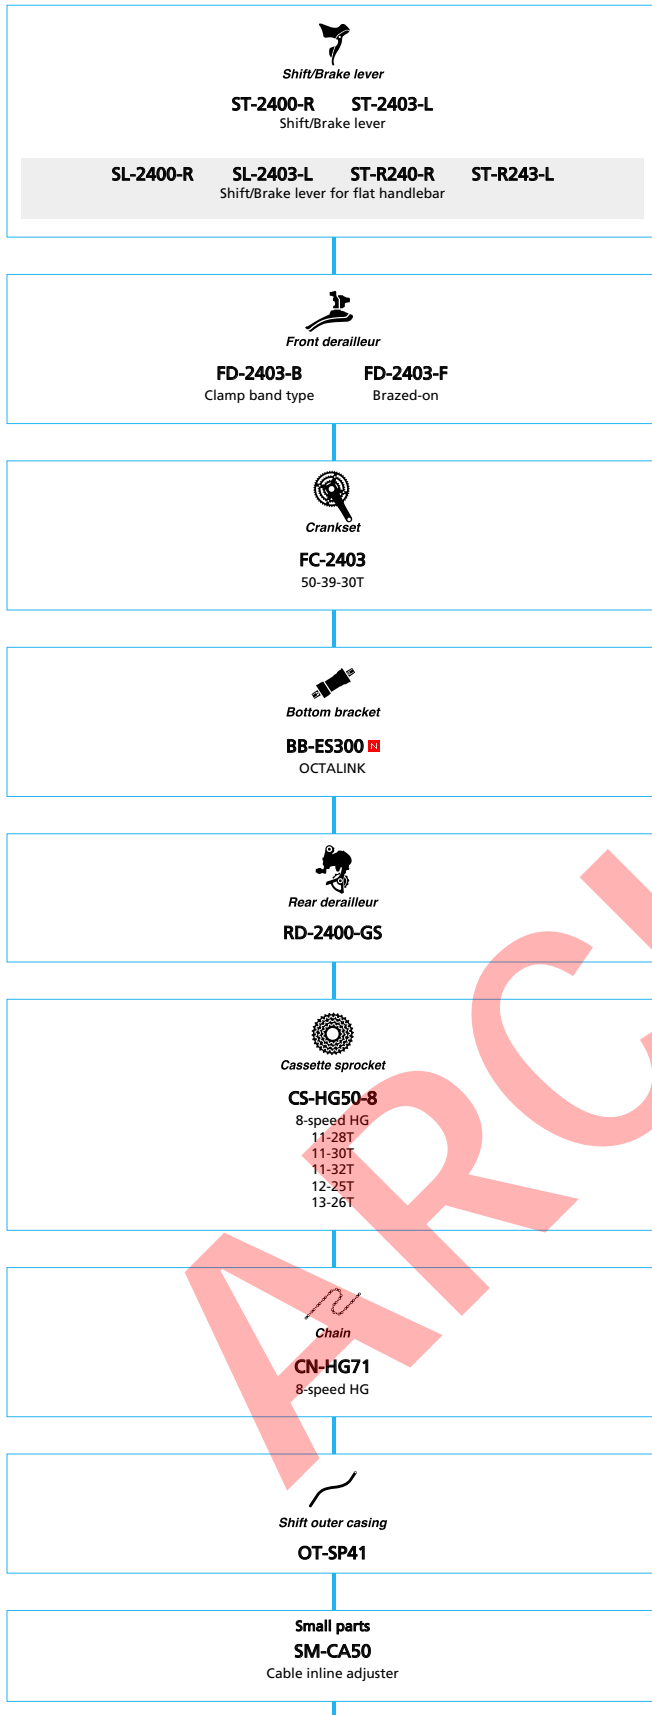 Shift/Brake lever
ST-2400-R ST-2403-L
Shift/Brake lever
SL-2400-R SL-2403-L ST-R240-R ST-R243-L
Shift/Brake lever for flat handlebar
Front derailleur
FD-2403-B FD-2403-F
Clamp band type Brazed-on
Crankset
FC-2403
50-39-30T
Bottom bracket
BB-ES300 N
OCTALINK
Rear derailleur
RD-2400-GS
Cassette sprocket
CS-HG50-8
8-speed HG
11-28T
11-30T
11-32T
12-25T
13-26T
Chain
CN-HG71
8-speed HG
Shift outer casing
OT-SP41
Small parts
SM-CA50
Cable inline adjuster
ARC